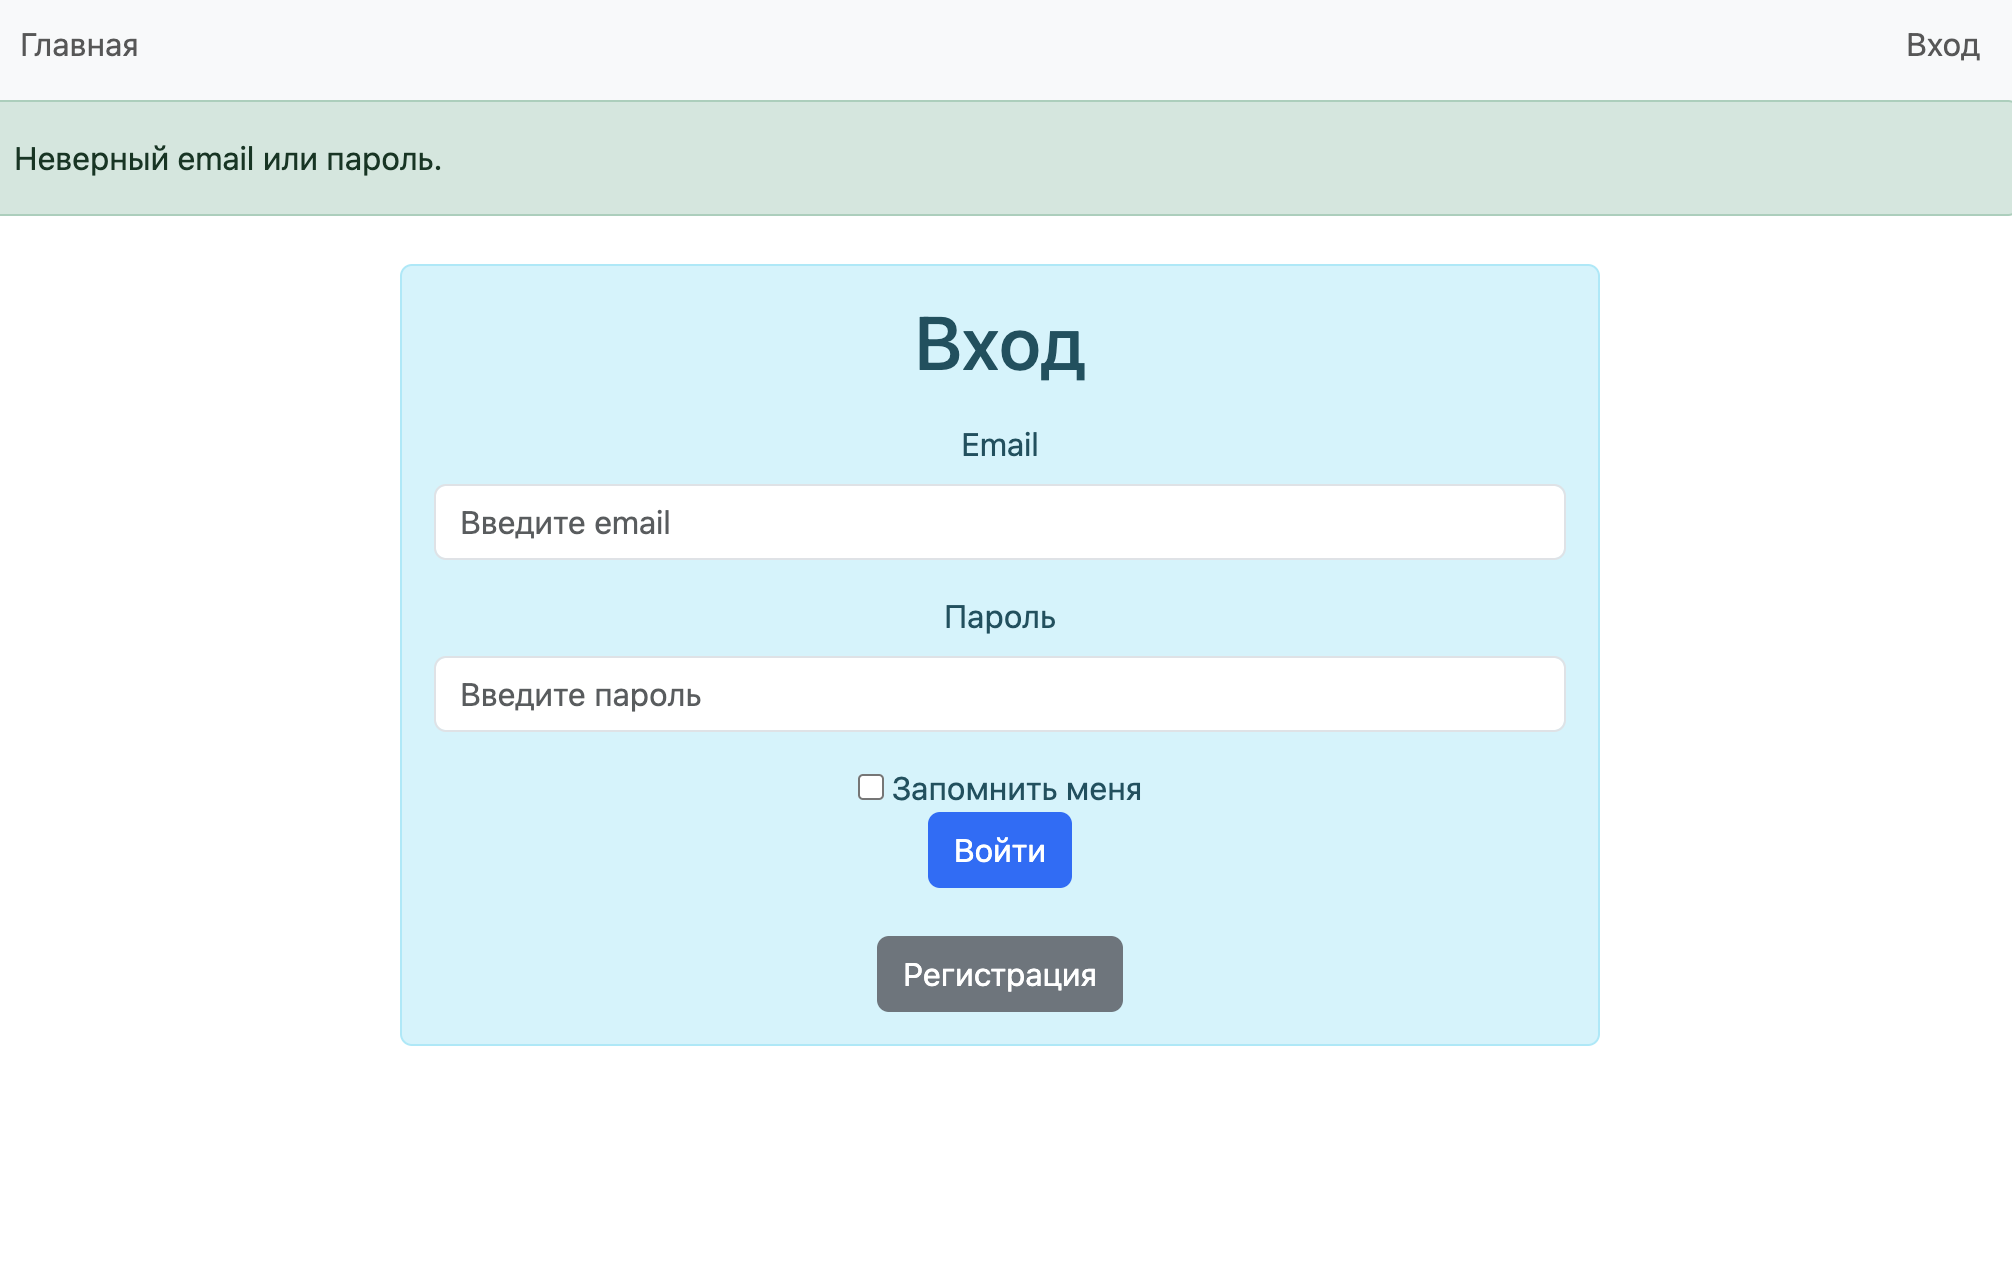 Главная
Вход
Неверный email или пароль.
Вход
Email
Введите email
Пароль
Введите пароль
Запомнить меня
Войти
Регистрация